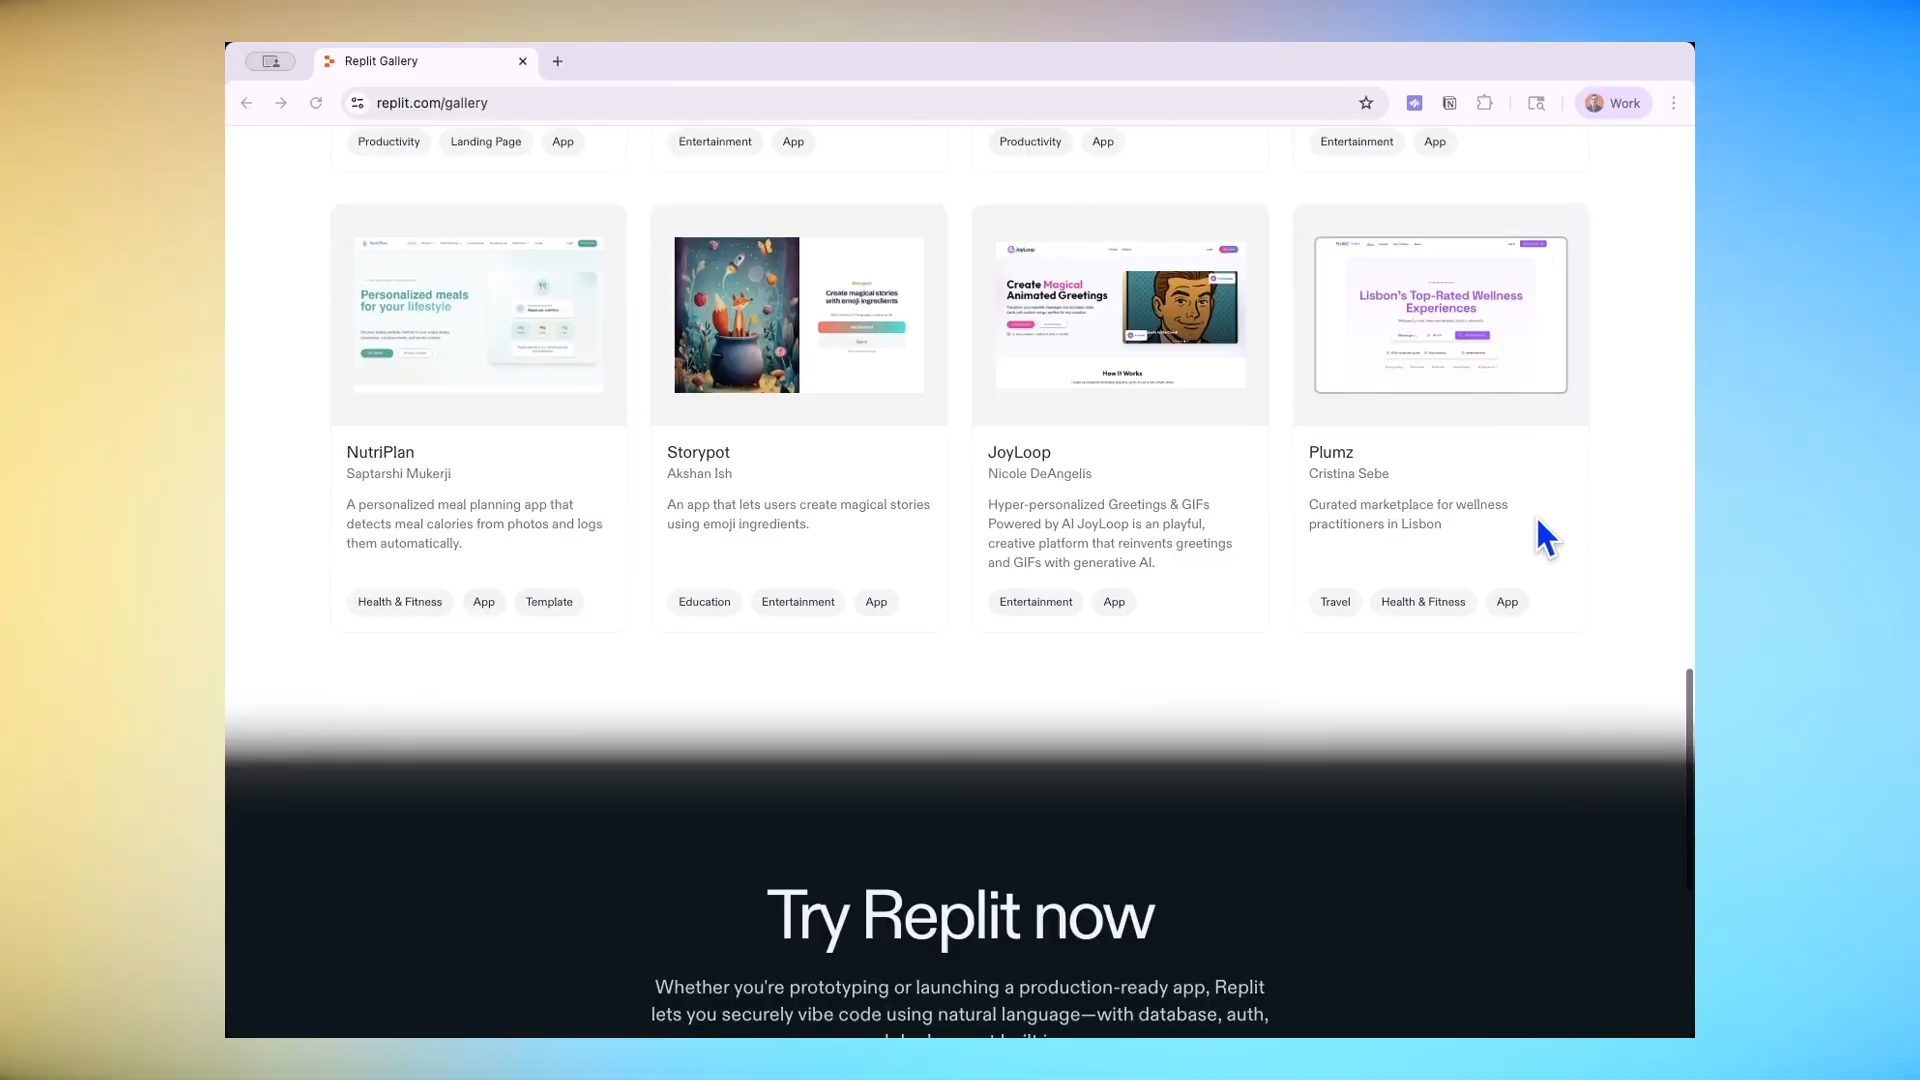 Replit Gallery
replit.com/gallery
Work
Productivity
Landing Page
App
Entertainment
App
Productivity
App
Entertainment
App
NutriPlan
Personalized meals
for your lifestyle
Create magical stories
with emoji ingredients
JoyLoop
Create Magical
Animated Greetings
How It Works
Lisbon's Top-Rated Wellness
Experiences
NutriPlan
Saptarshi Mukerji
A personalized meal planning app that
detects meal calories from photos and logs
them automatically.
Health & Fitness
App
Template
Storypot
Akshan Ish
An app that lets users create magical stories
using emoji ingredients.
Education
Entertainment
App
JoyLoop
Nicole DeAngelis
Hyper-personalized Greetings & GIFs
Powered by AI JoyLoop is an playful,
creative platform that reinvents greetings
and GIFs with generative AI.
Entertainment
App
Plumz
Cristina Sebe
Curated marketplace for wellness
practitioners in Lisbon
Travel
Health & Fitness
App
Try Replit now
Whether you're prototyping or launching a production-ready app, Replit
lets you securely vibe code using natural language—with database, auth,